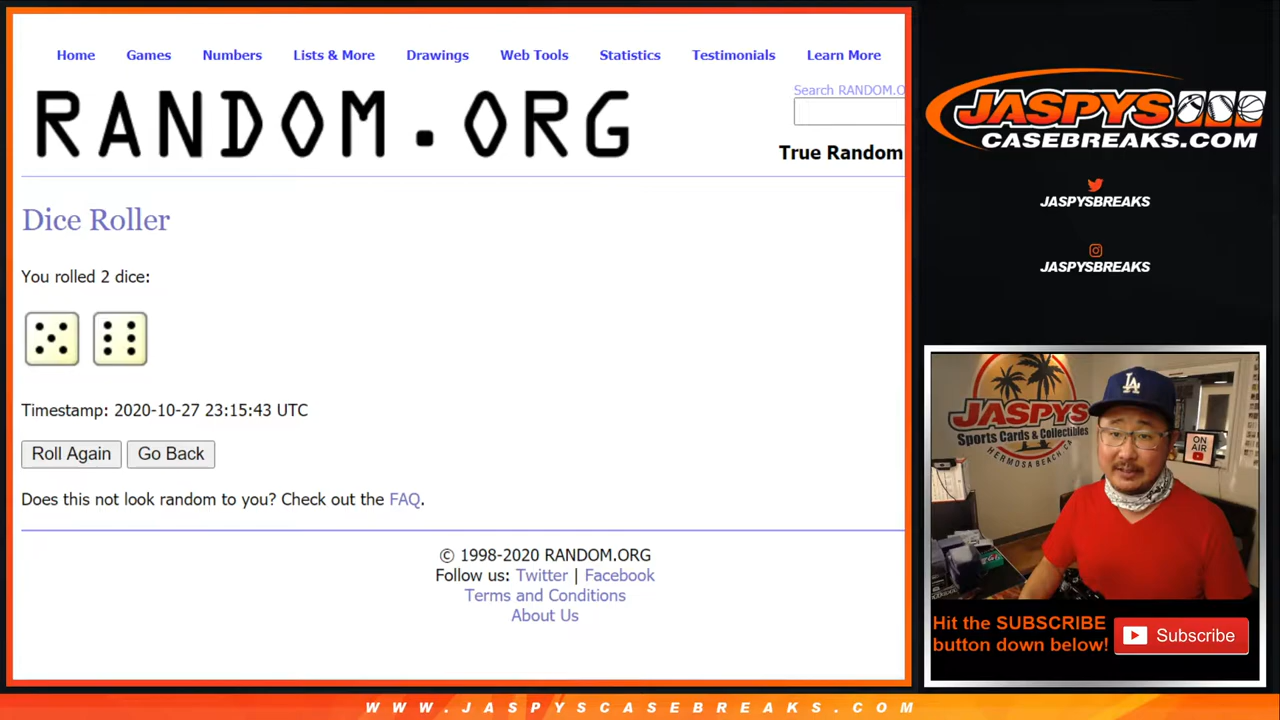 Home Games Numbers Lists & More Drawings Web Tools Statistics Testimonials Learn More
RANDOM.ORG
Search RANDOM.O
True Random
Dice Roller
You rolled 2 dice:
Timestamp: 2020-10-27 23:15:43 UTC
Roll Again Go Back
Does this not look random to you? Check out the FAQ.
© 1998-2020 RANDOM.ORG
Follow us: Twitter | Facebook
Terms and Conditions
About Us
JASPYS
CASEBREAKS.COM
JASPYSBREAKS
JASPYSBREAKS
JASPYS
Sports Cards & Collectibles
HERMOSA BEACH, CA
LA
ON
AIR
Hit the SUBSCRIBE
button down below!
Subscribe
WWW.JASPYSCASEBREAKS.COM